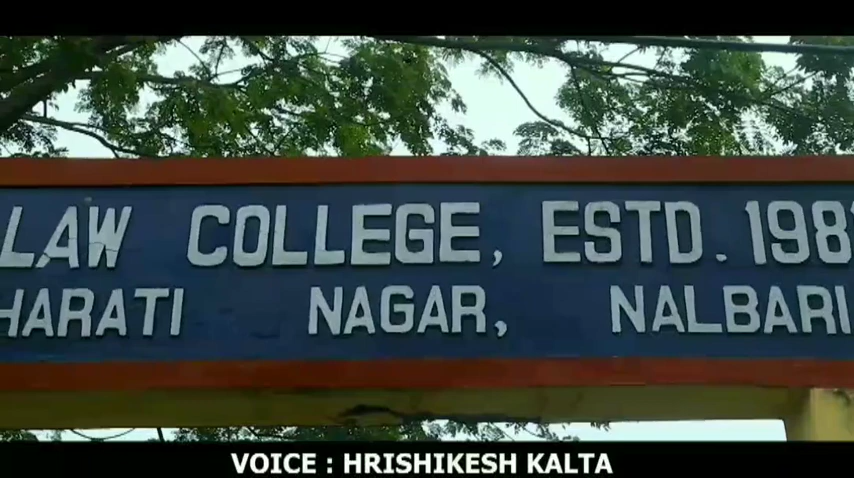 LAW COLLEGE, ESTD. 198
HARATI NAGAR, NALBARI
VOICE : HRISHIKESH KALTA